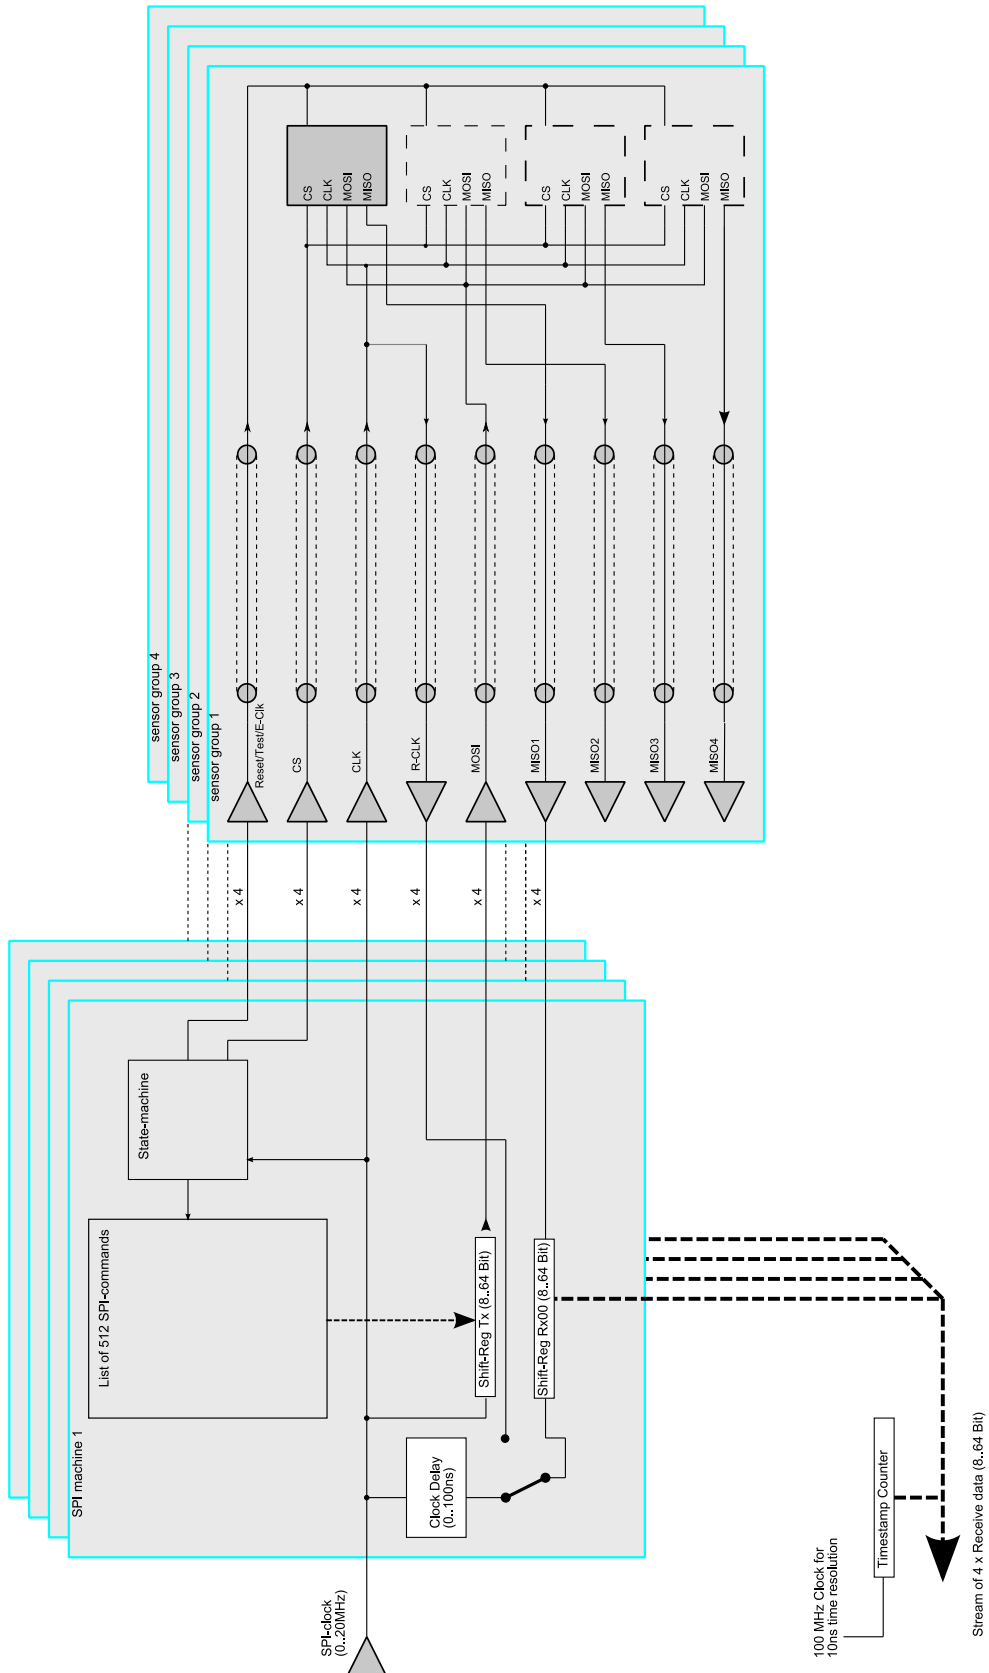 sensor group 4
sensor group 3
sensor group 2
sensor group 1
CS
CLK
MOSI
MISO
CS
CLK
MOSI
MISO
CS
CLK
MOSI
MISO
CS
CLK
MOSI
MISO
Reset/Test/E-Clk
CS
CLK
R-CLK
MOSI
MISO1
MISO2
MISO3
MISO4
x 4
x 4
x 4
x 4
x 4
x 4
SPI machine 1
State-machine
List of 512 SPI-commands
Shift-Reg Tx (8..64 Bit)
Shift-Reg Rx00 (8..64 Bit)
Clock Delay
(0..100ns)
SPI-clock
(0..20MHz)
100 MHz Clock for
10ns time resolution
Timestamp Counter
Stream of 4 x Receive data (8..64 Bit)